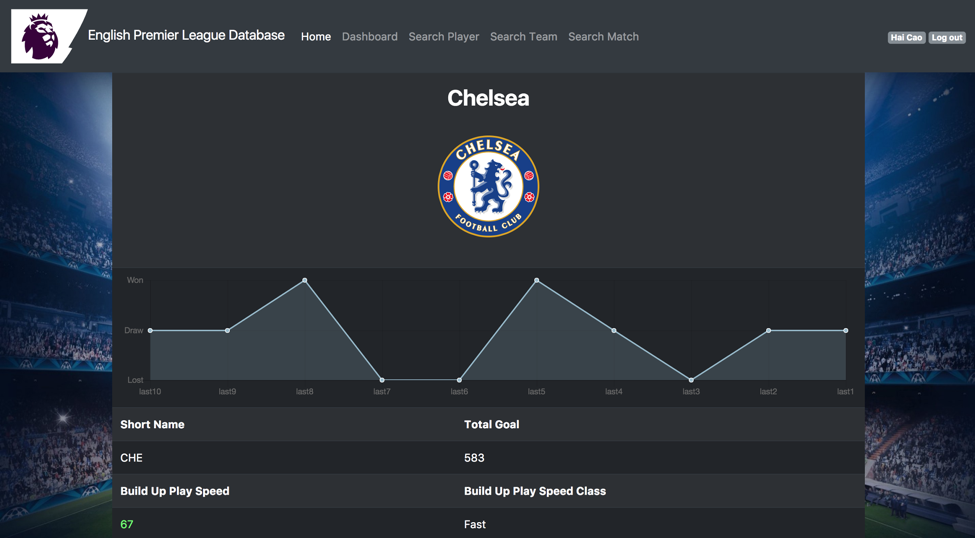 English Premier League Database Home Dashboard Search Player Search Team Search Match Hai Cao Log out
Chelsea
CHELSEA
FOOTBALL CLUB
Won
Draw
Lost
last10 last9 last8 last7 last6 last5 last4 last3 last2 last1
Short Name Total Goal
CHE 583
Build Up Play Speed Build Up Play Speed Class
67 Fast